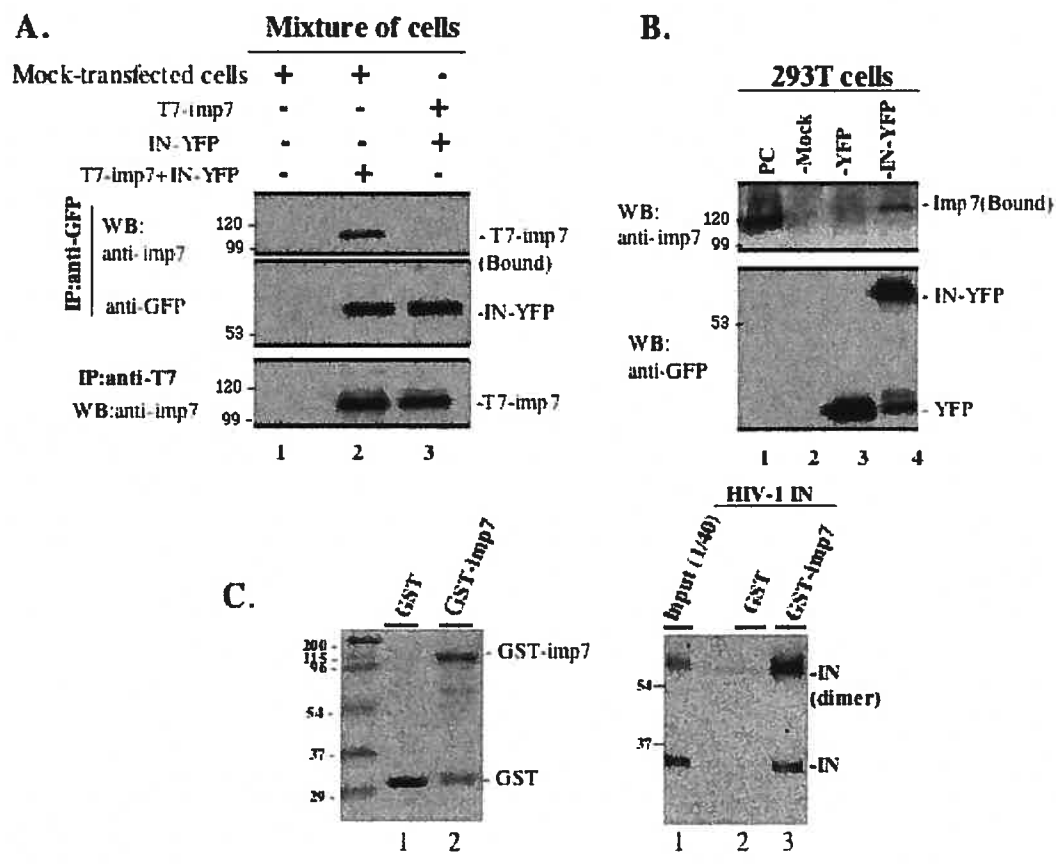 A.
Mixture of cells
Mock-transfected cells + + -
T7-imp7 - - +
IN-YFP - - +
T7-imp7+IN-YFP - + -
IP:anti-GFP
WB:
anti-imp7
120
99
-T7-imp7
(Bound)
anti-GFP
53
-IN-YFP
IP:anti-T7
WB:anti-imp7
120
99
-T7-imp7
1 2 3
B.
293T cells
PC
-Mock
-YFP
-IN-YFP
WB:
anti-imp7
120
99
-Imp7(Bound)
53
WB:
anti-GFP
-IN-YFP
-YFP
1 2 3 4
C.
GST
GST-imp7
200 -
115 -
96 -
54 -
37 -
29 -
-GST-imp7
-GST
1 2
HIV-1 IN
Input (1/40)
GST
GST-imp7
54
37
-IN
(dimer)
-IN
1 2 3